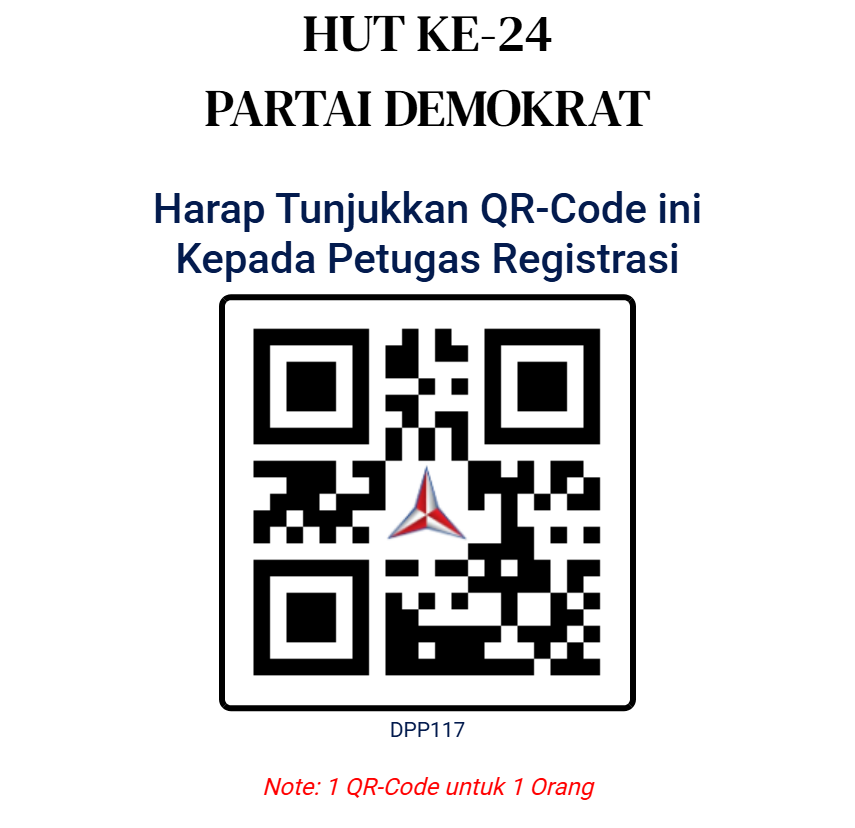 HUT KE-24
PARTAI DEMOKRAT
Harap Tunjukkan QR-Code ini
Kepada Petugas Registrasi
DPP117
Note: 1 QR-Code untuk 1 Orang